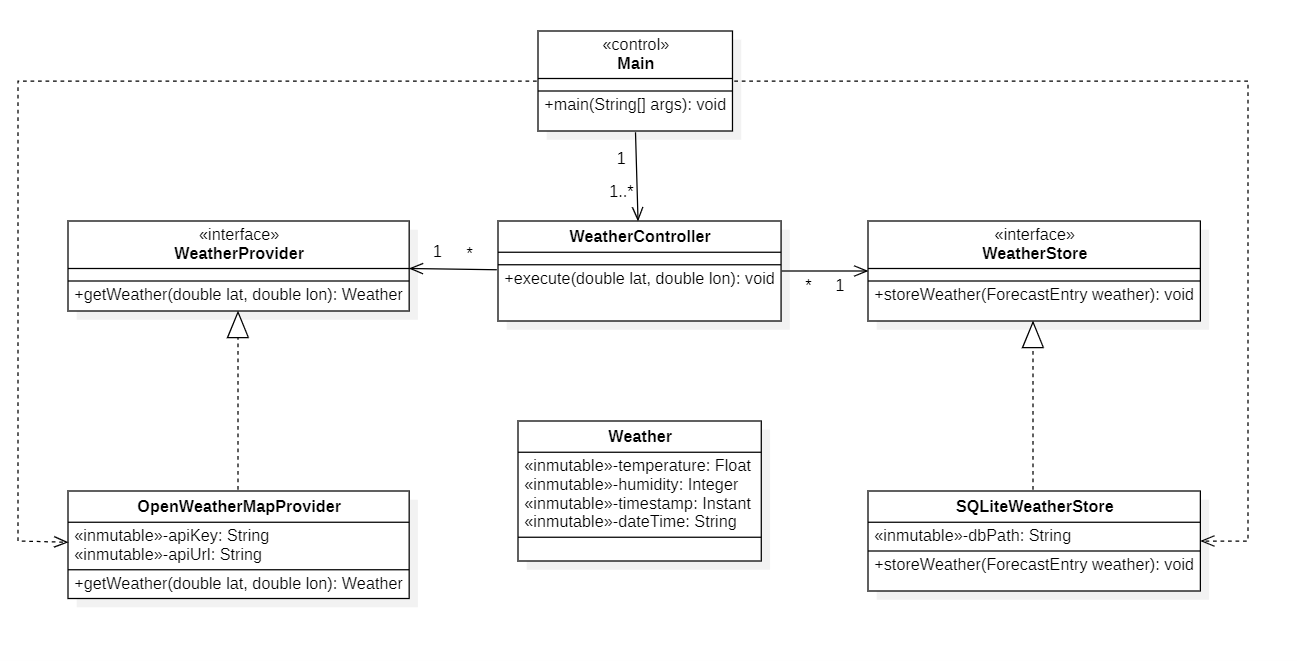 «control»
Main
+main(String[] args): void
1
1..*
«interface»
WeatherProvider
+getWeather(double lat, double lon): Weather
1
*
WeatherController
+execute(double lat, double lon): void
*
1
«interface»
WeatherStore
+storeWeather(ForecastEntry weather): void
Weather
«inmutable»-temperature: Float
«inmutable»-humidity: Integer
«inmutable»-timestamp: Instant
«inmutable»-dateTime: String
OpenWeatherMapProvider
«inmutable»-apiKey: String
«inmutable»-apiUrl: String
+getWeather(double lat, double lon): Weather
SQLiteWeatherStore
«inmutable»-dbPath: String
+storeWeather(ForecastEntry weather): void